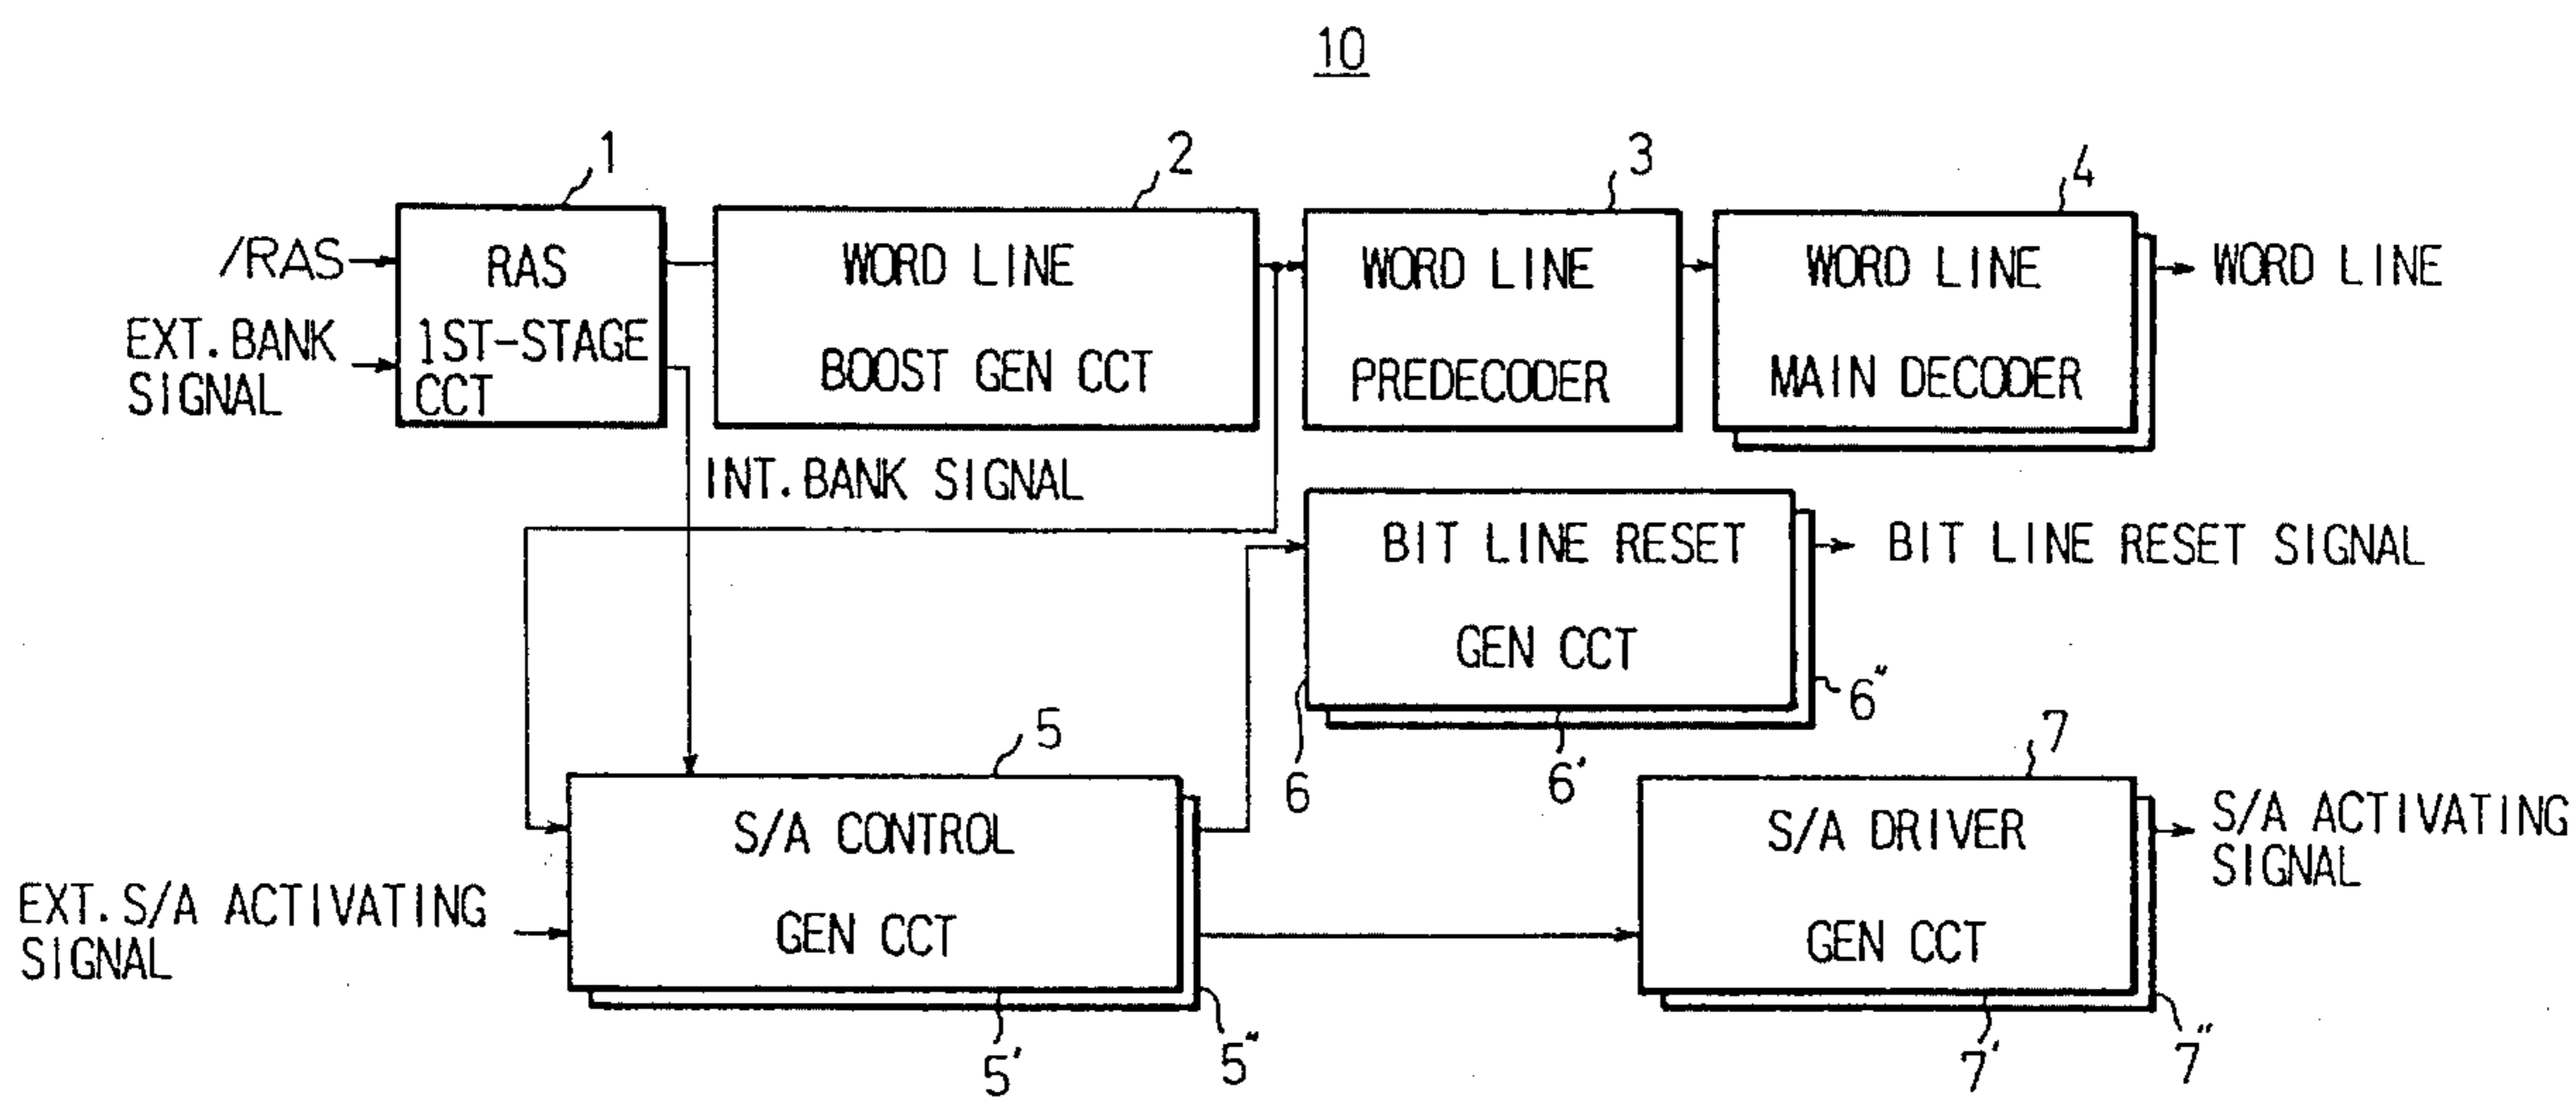 10
1
2
3
4
/RAS
EXT.BANK
SIGNAL
RAS
1ST-STAGE
CCT
WORD LINE
BOOST GEN CCT
WORD LINE
PREDECODER
WORD LINE
MAIN DECODER
WORD LINE
INT.BANK SIGNAL
BIT LINE RESET
GEN CCT
BIT LINE RESET SIGNAL
6
6'
6"
5
7
S/A CONTROL
GEN CCT
EXT.S/A ACTIVATING
SIGNAL
S/A DRIVER
GEN CCT
S/A ACTIVATING
SIGNAL
5'
5"
7'
7"